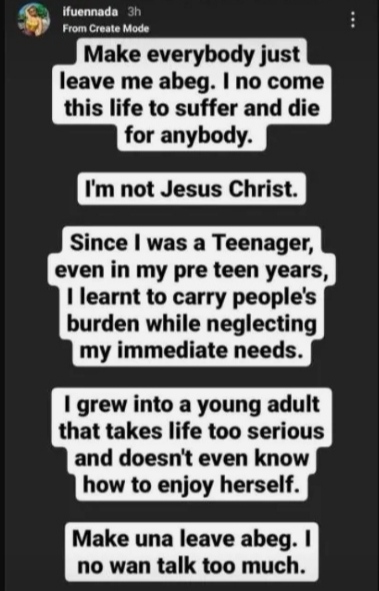 ifuennada 3h
From Create Mode
Make everybody just
leave me abeg. I no come
this life to suffer and die
for anybody.
I'm not Jesus Christ.
Since I was a Teenager,
even in my pre teen years,
I learnt to carry people's
burden while neglecting
my immediate needs.
I grew into a young adult
that takes life too serious
and doesn't even know
how to enjoy herself.
Make una leave abeg. I
no wan talk too much.